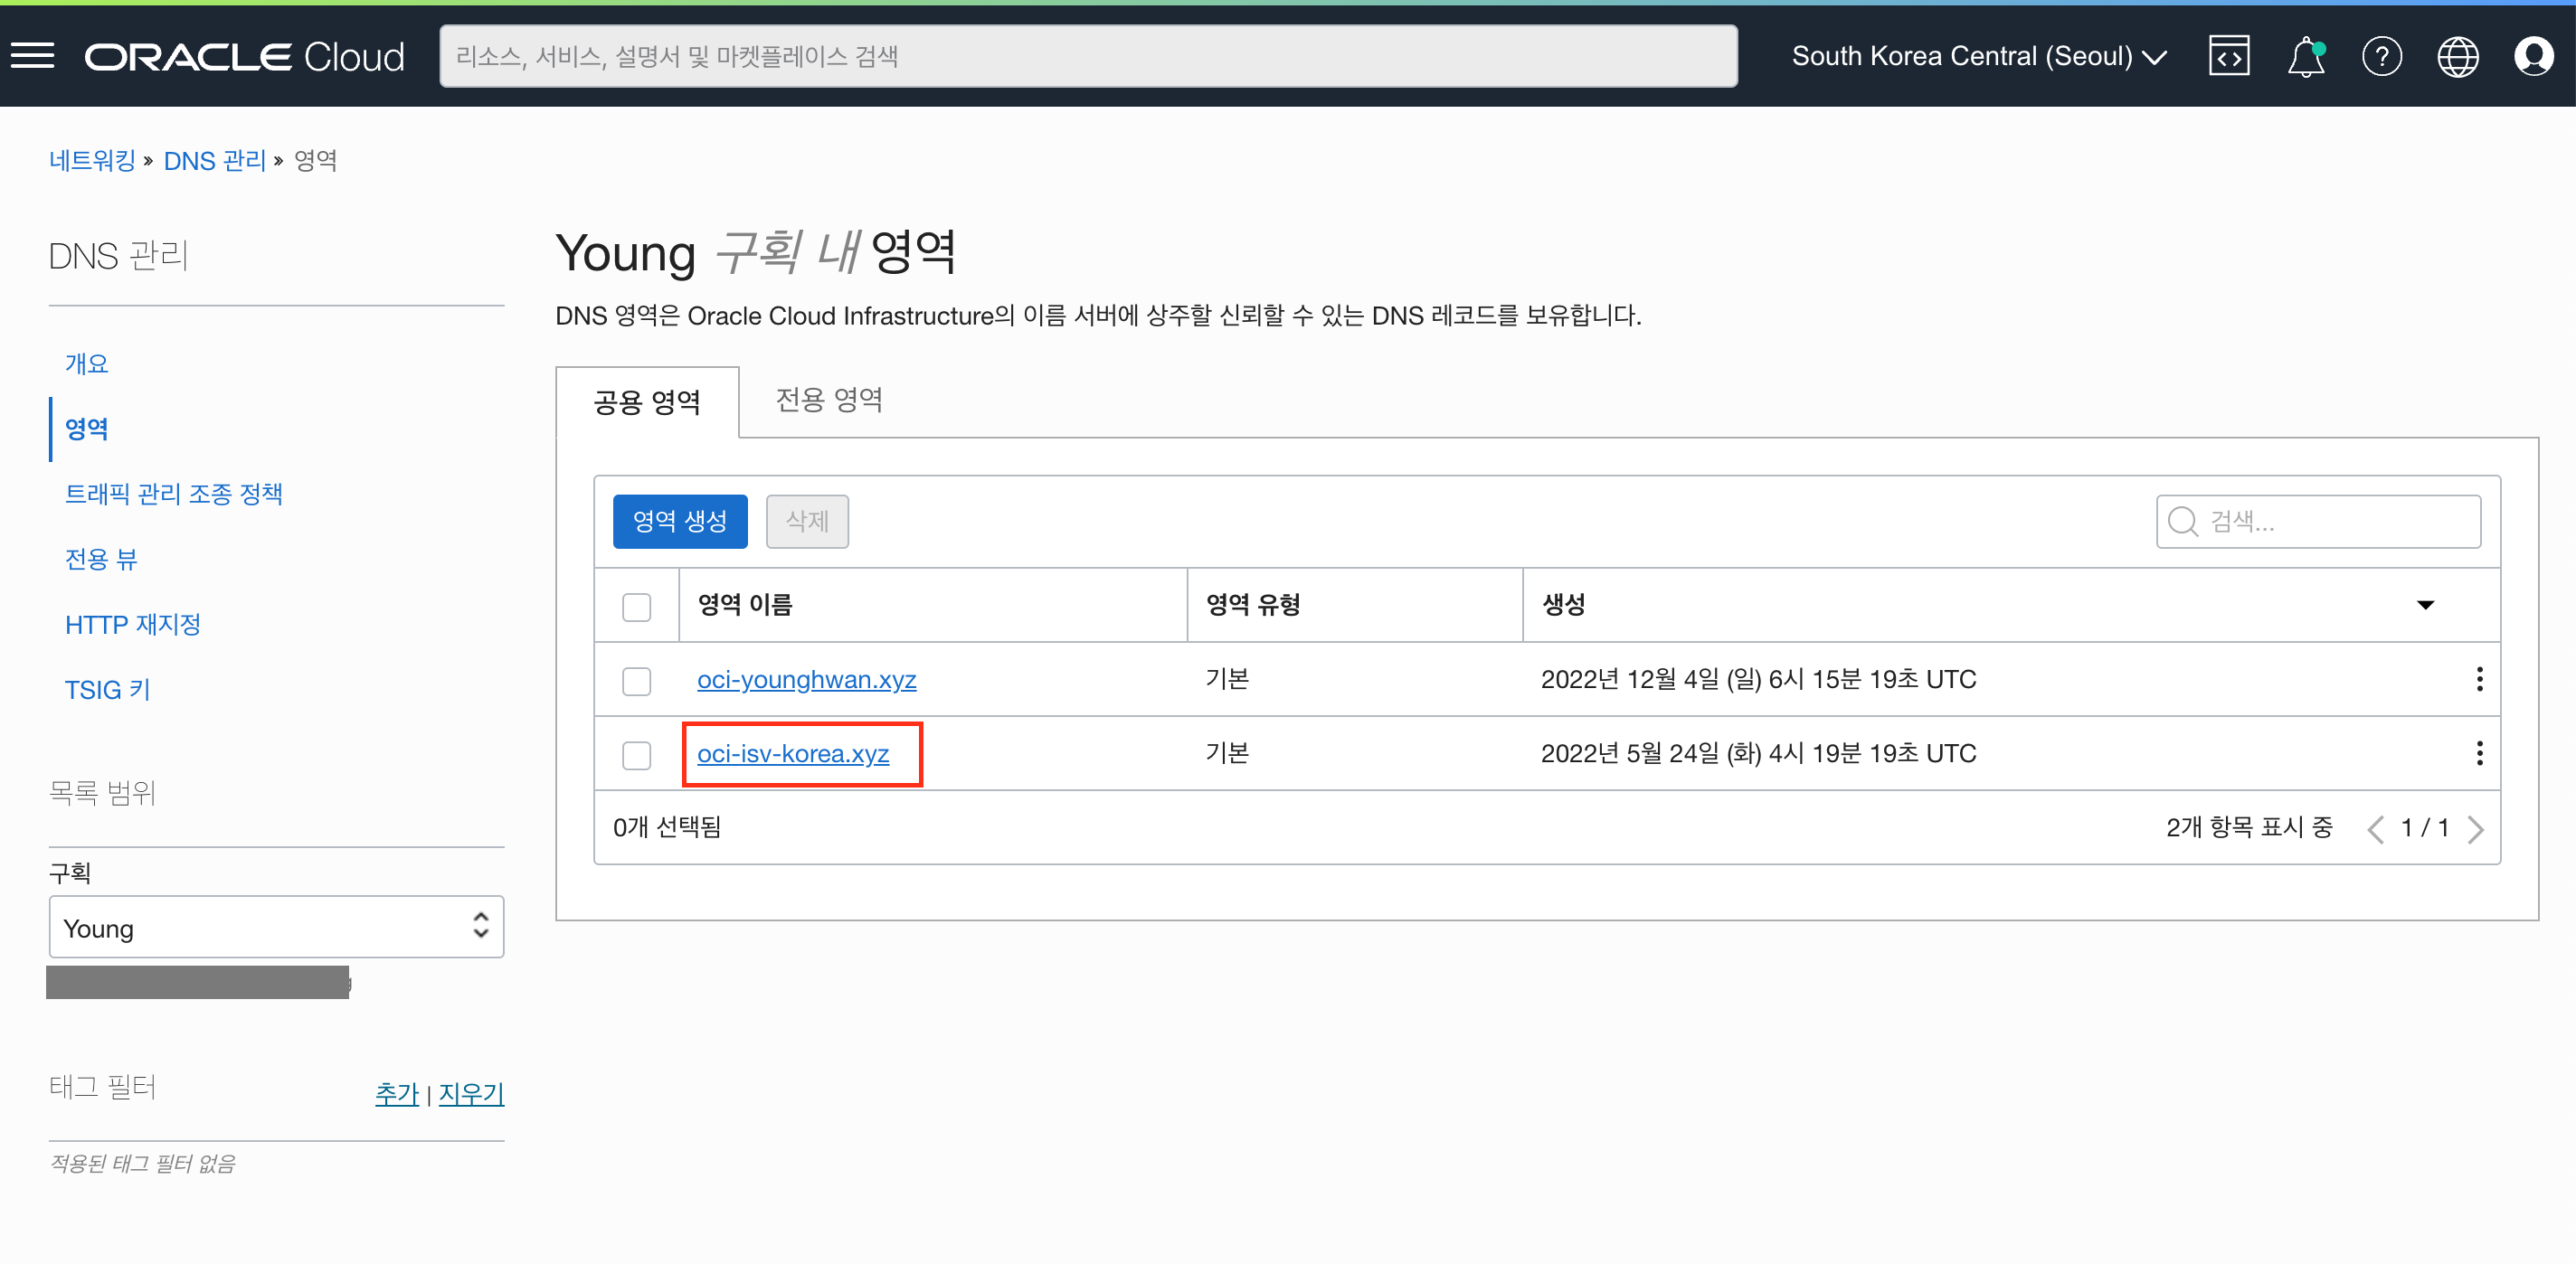 ORACLE Cloud
리소스, 서비스, 설명서 및 마켓플레이스 검색
South Korea Central (Seoul)
네트워킹 » DNS 관리 » 영역
DNS 관리
개요
영역
트래픽 관리 조종 정책
전용 뷰
HTTP 재지정
TSIG 키
목록 범위
구획
Young
태그 필터
추가 | 지우기
적용된 태그 필터 없음
Young 구획 내 영역
DNS 영역은 Oracle Cloud Infrastructure의 이름 서버에 상주할 신뢰할 수 있는 DNS 레코드를 보유합니다.
공용 영역 전용 영역
영역 생성 삭제 검색...
영역 이름 영역 유형 생성
oci-younghwan.xyz 기본 2022년 12월 4일 (일) 6시 15분 19초 UTC
oci-isv-korea.xyz 기본 2022년 5월 24일 (화) 4시 19분 19초 UTC
0개 선택됨 2개 항목 표시 중 1 / 1